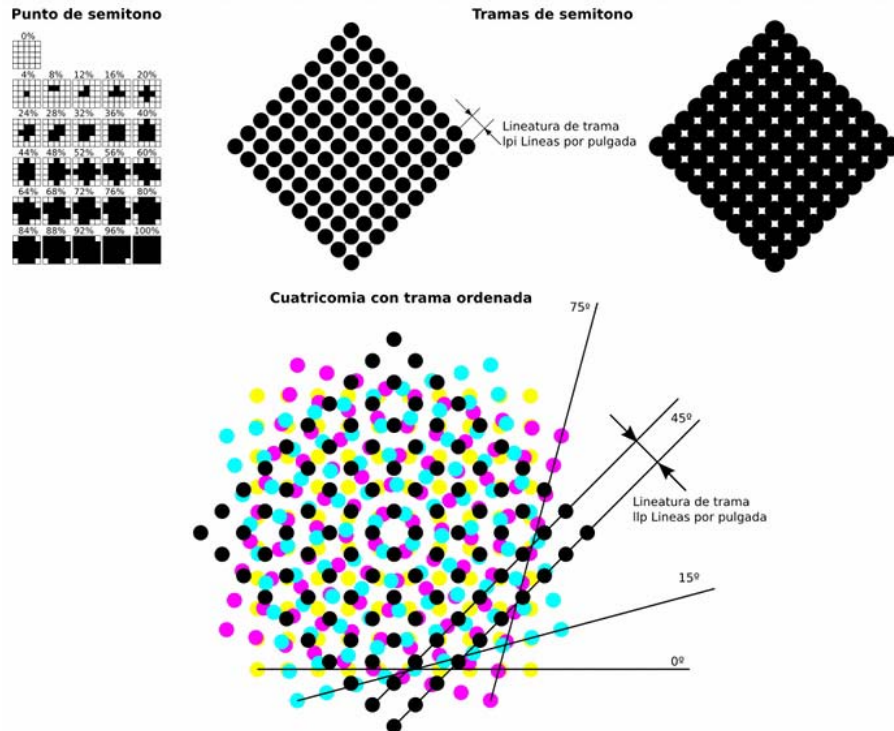 Punto de semitono
0%
4% 8% 12% 16% 20%
24% 28% 32% 36% 40%
44% 48% 52% 56% 60%
64% 68% 72% 76% 80%
84% 88% 92% 96% 100%
Tramas de semitono
Lineatura de trama
lpi Lineas por pulgada
Cuatricomia con trama ordenada
75º
45º
Lineatura de trama
llp Lineas por pulgada
15º
0º